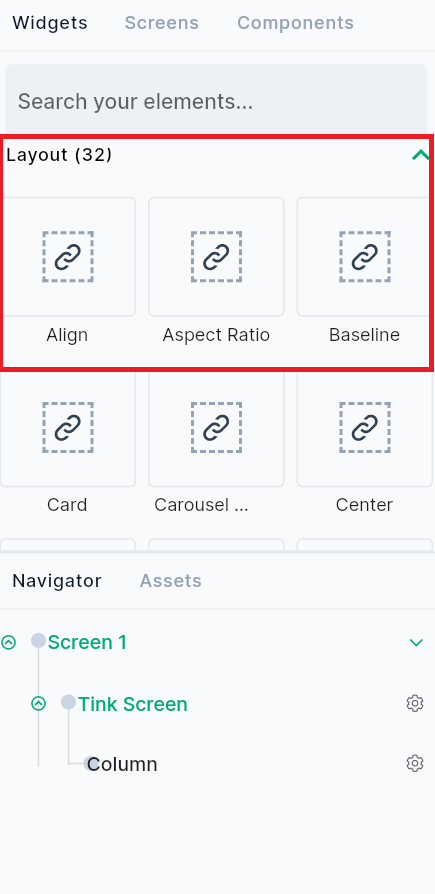 Widgets Screens Components
Search your elements...
Layout (32)
Align Aspect Ratio Baseline
Card Carousel ... Center
Navigator Assets
Screen 1
Tink Screen
Column